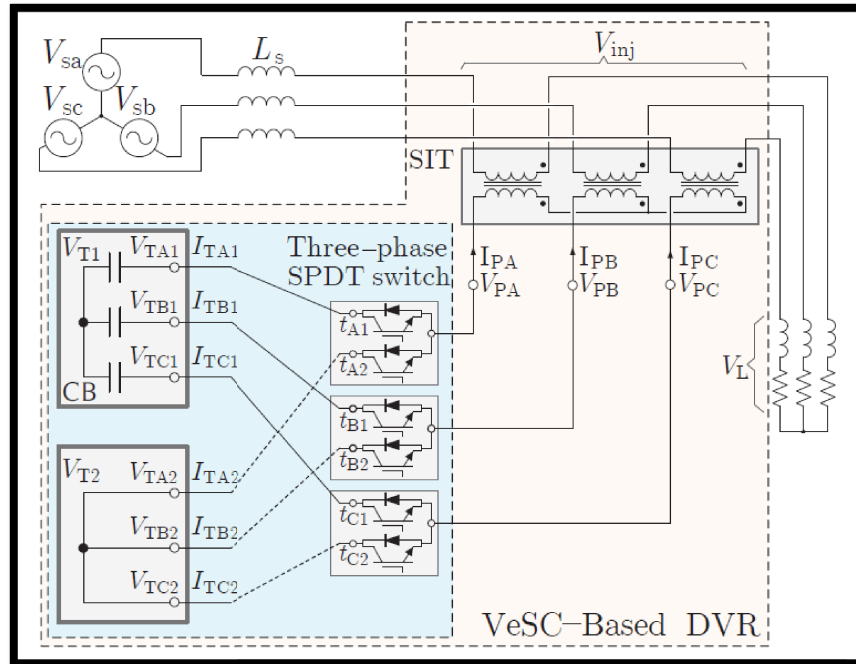 V_sa
V_sc V_sb
L_s
V_inj
SIT
V_T1 V_TA1 I_TA1
V_TB1 I_TB1
V_TC1 I_TC1
CB
Three–phase
SPDT switch
t_A1
t_A2
t_B1
t_B2
t_C1
t_C2
I_PA I_PB I_PC
V_PA V_PB V_PC
V_L
V_T2 V_TA2 I_TA2
V_TB2 I_TB2
V_TC2 I_TC2
VeSC–Based DVR